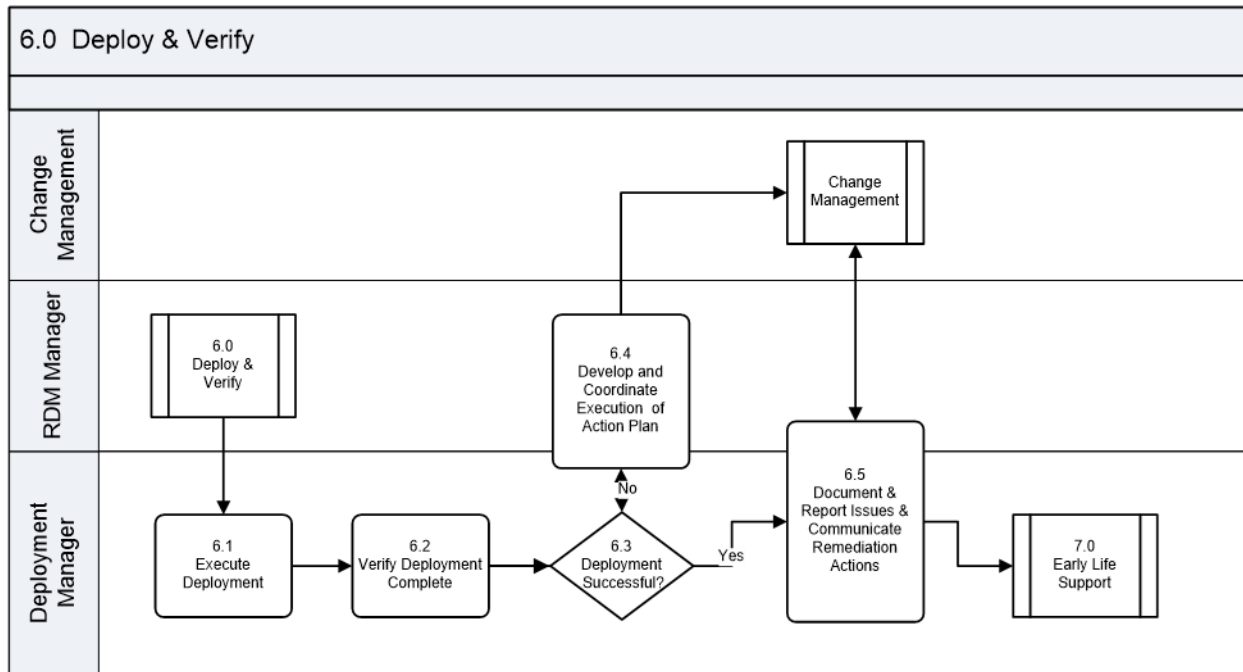 6.0 Deploy & Verify
Change
Management
Change
Management
RDM Manager
6.0
Deploy &
Verify
6.4
Develop and
Coordinate
Execution of
Action Plan
Deployment
Manager
6.1
Execute
Deployment
6.2
Verify Deployment
Complete
No
6.3
Deployment
Successful?
Yes
6.5
Document &
Report Issues &
Communicate
Remediation
Actions
7.0
Early Life
Support